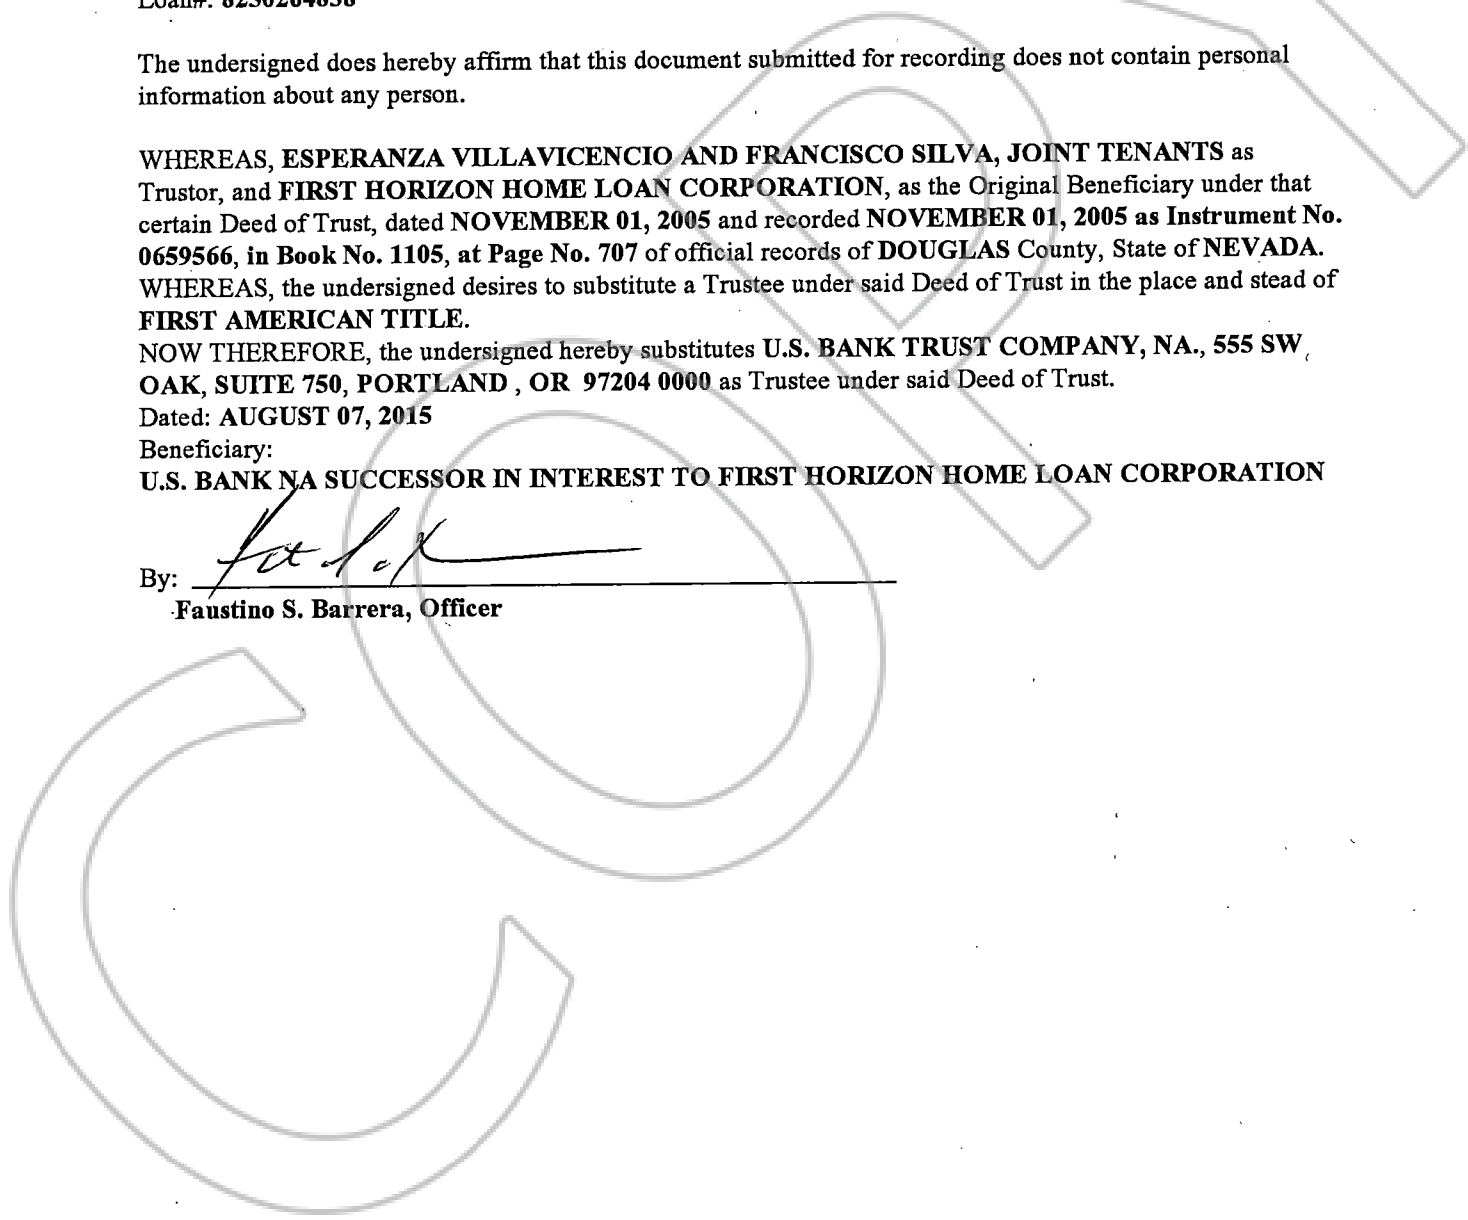 The undersigned does hereby affirm that this document submitted for recording does not contain personal
information about any person.
WHEREAS, ESPERANZA VILLAVICENCIO AND FRANCISCO SILVA, JOINT TENANTS as
Trustor, and FIRST HORIZON HOME LOAN CORPORATION, as the Original Beneficiary under that
certain Deed of Trust, dated NOVEMBER 01, 2005 and recorded NOVEMBER 01, 2005 as Instrument No.
0659566, in Book No. 1105, at Page No. 707 of official records of DOUGLAS County, State of NEVADA.
WHEREAS, the undersigned desires to substitute a Trustee under said Deed of Trust in the place and stead of
FIRST AMERICAN TITLE.
NOW THEREFORE, the undersigned hereby substitutes U.S. BANK TRUST COMPANY, NA., 555 SW
OAK, SUITE 750, PORTLAND , OR 97204 0000 as Trustee under said Deed of Trust.
Dated: AUGUST 07, 2015
Beneficiary:
U.S. BANK NA SUCCESSOR IN INTEREST TO FIRST HORIZON HOME LOAN CORPORATION
By:
Faustino S. Barrera, Officer
COPY